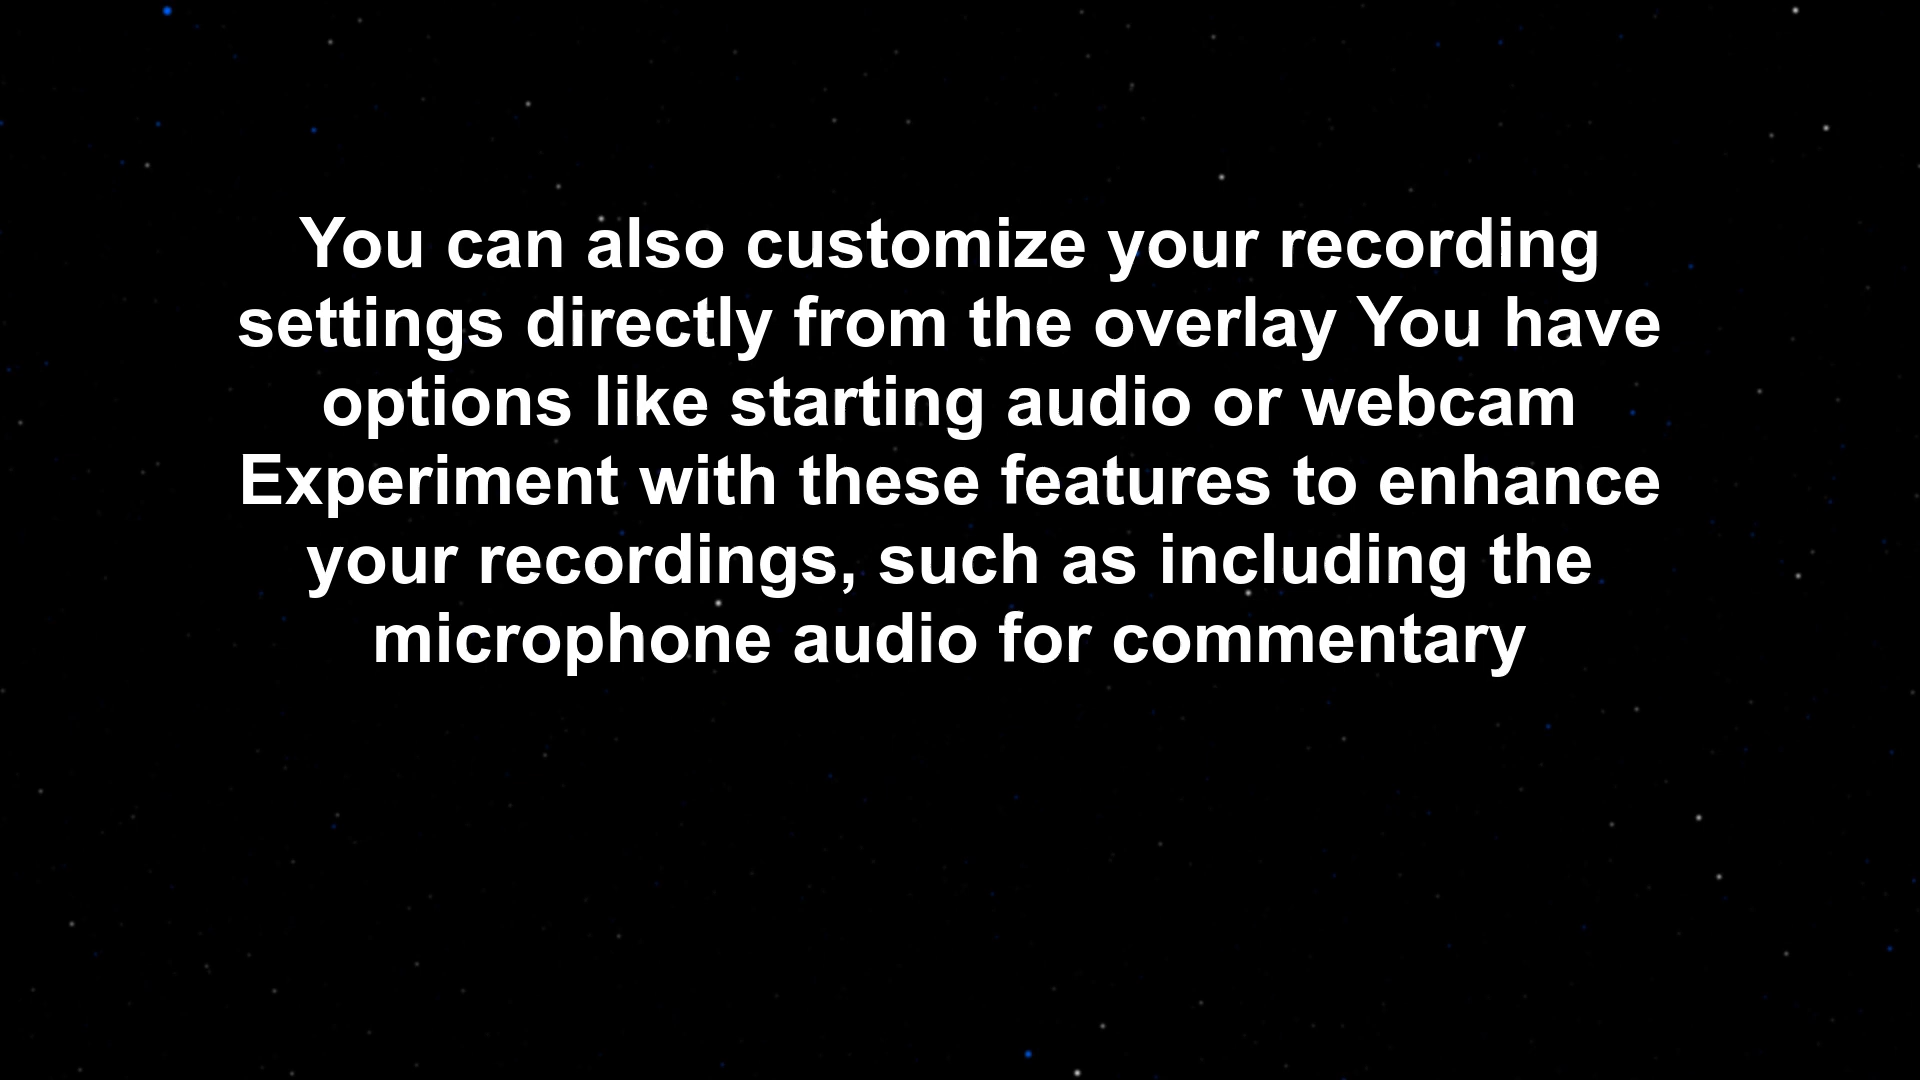 You can also customize your recording
settings directly from the overlay You have
options like starting audio or webcam
Experiment with these features to enhance
your recordings, such as including the
microphone audio for commentary